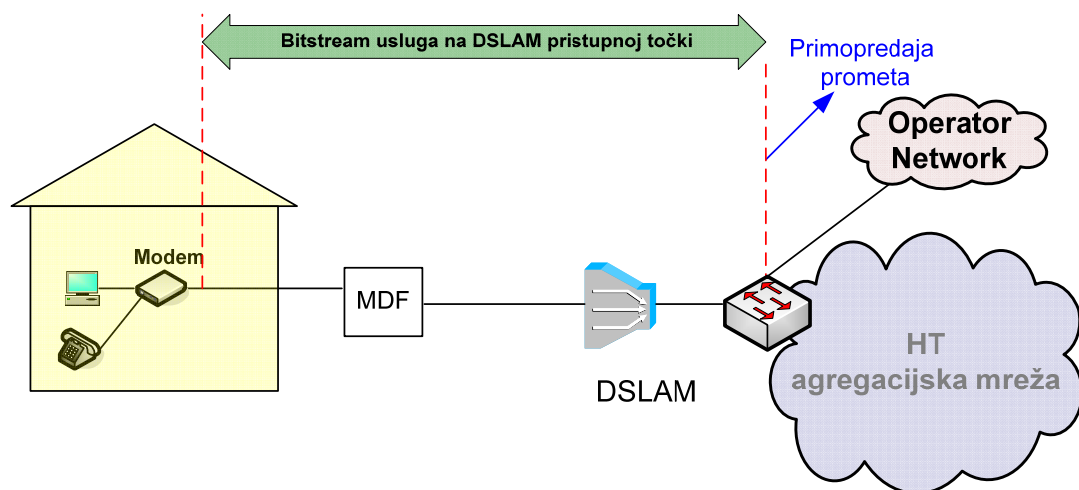 Bitstream usluga na DSLAM pristupnoj točki
Primopredaja
prometa
Operator
Network
Modem
MDF
DSLAM
HT
agregacijska mreža